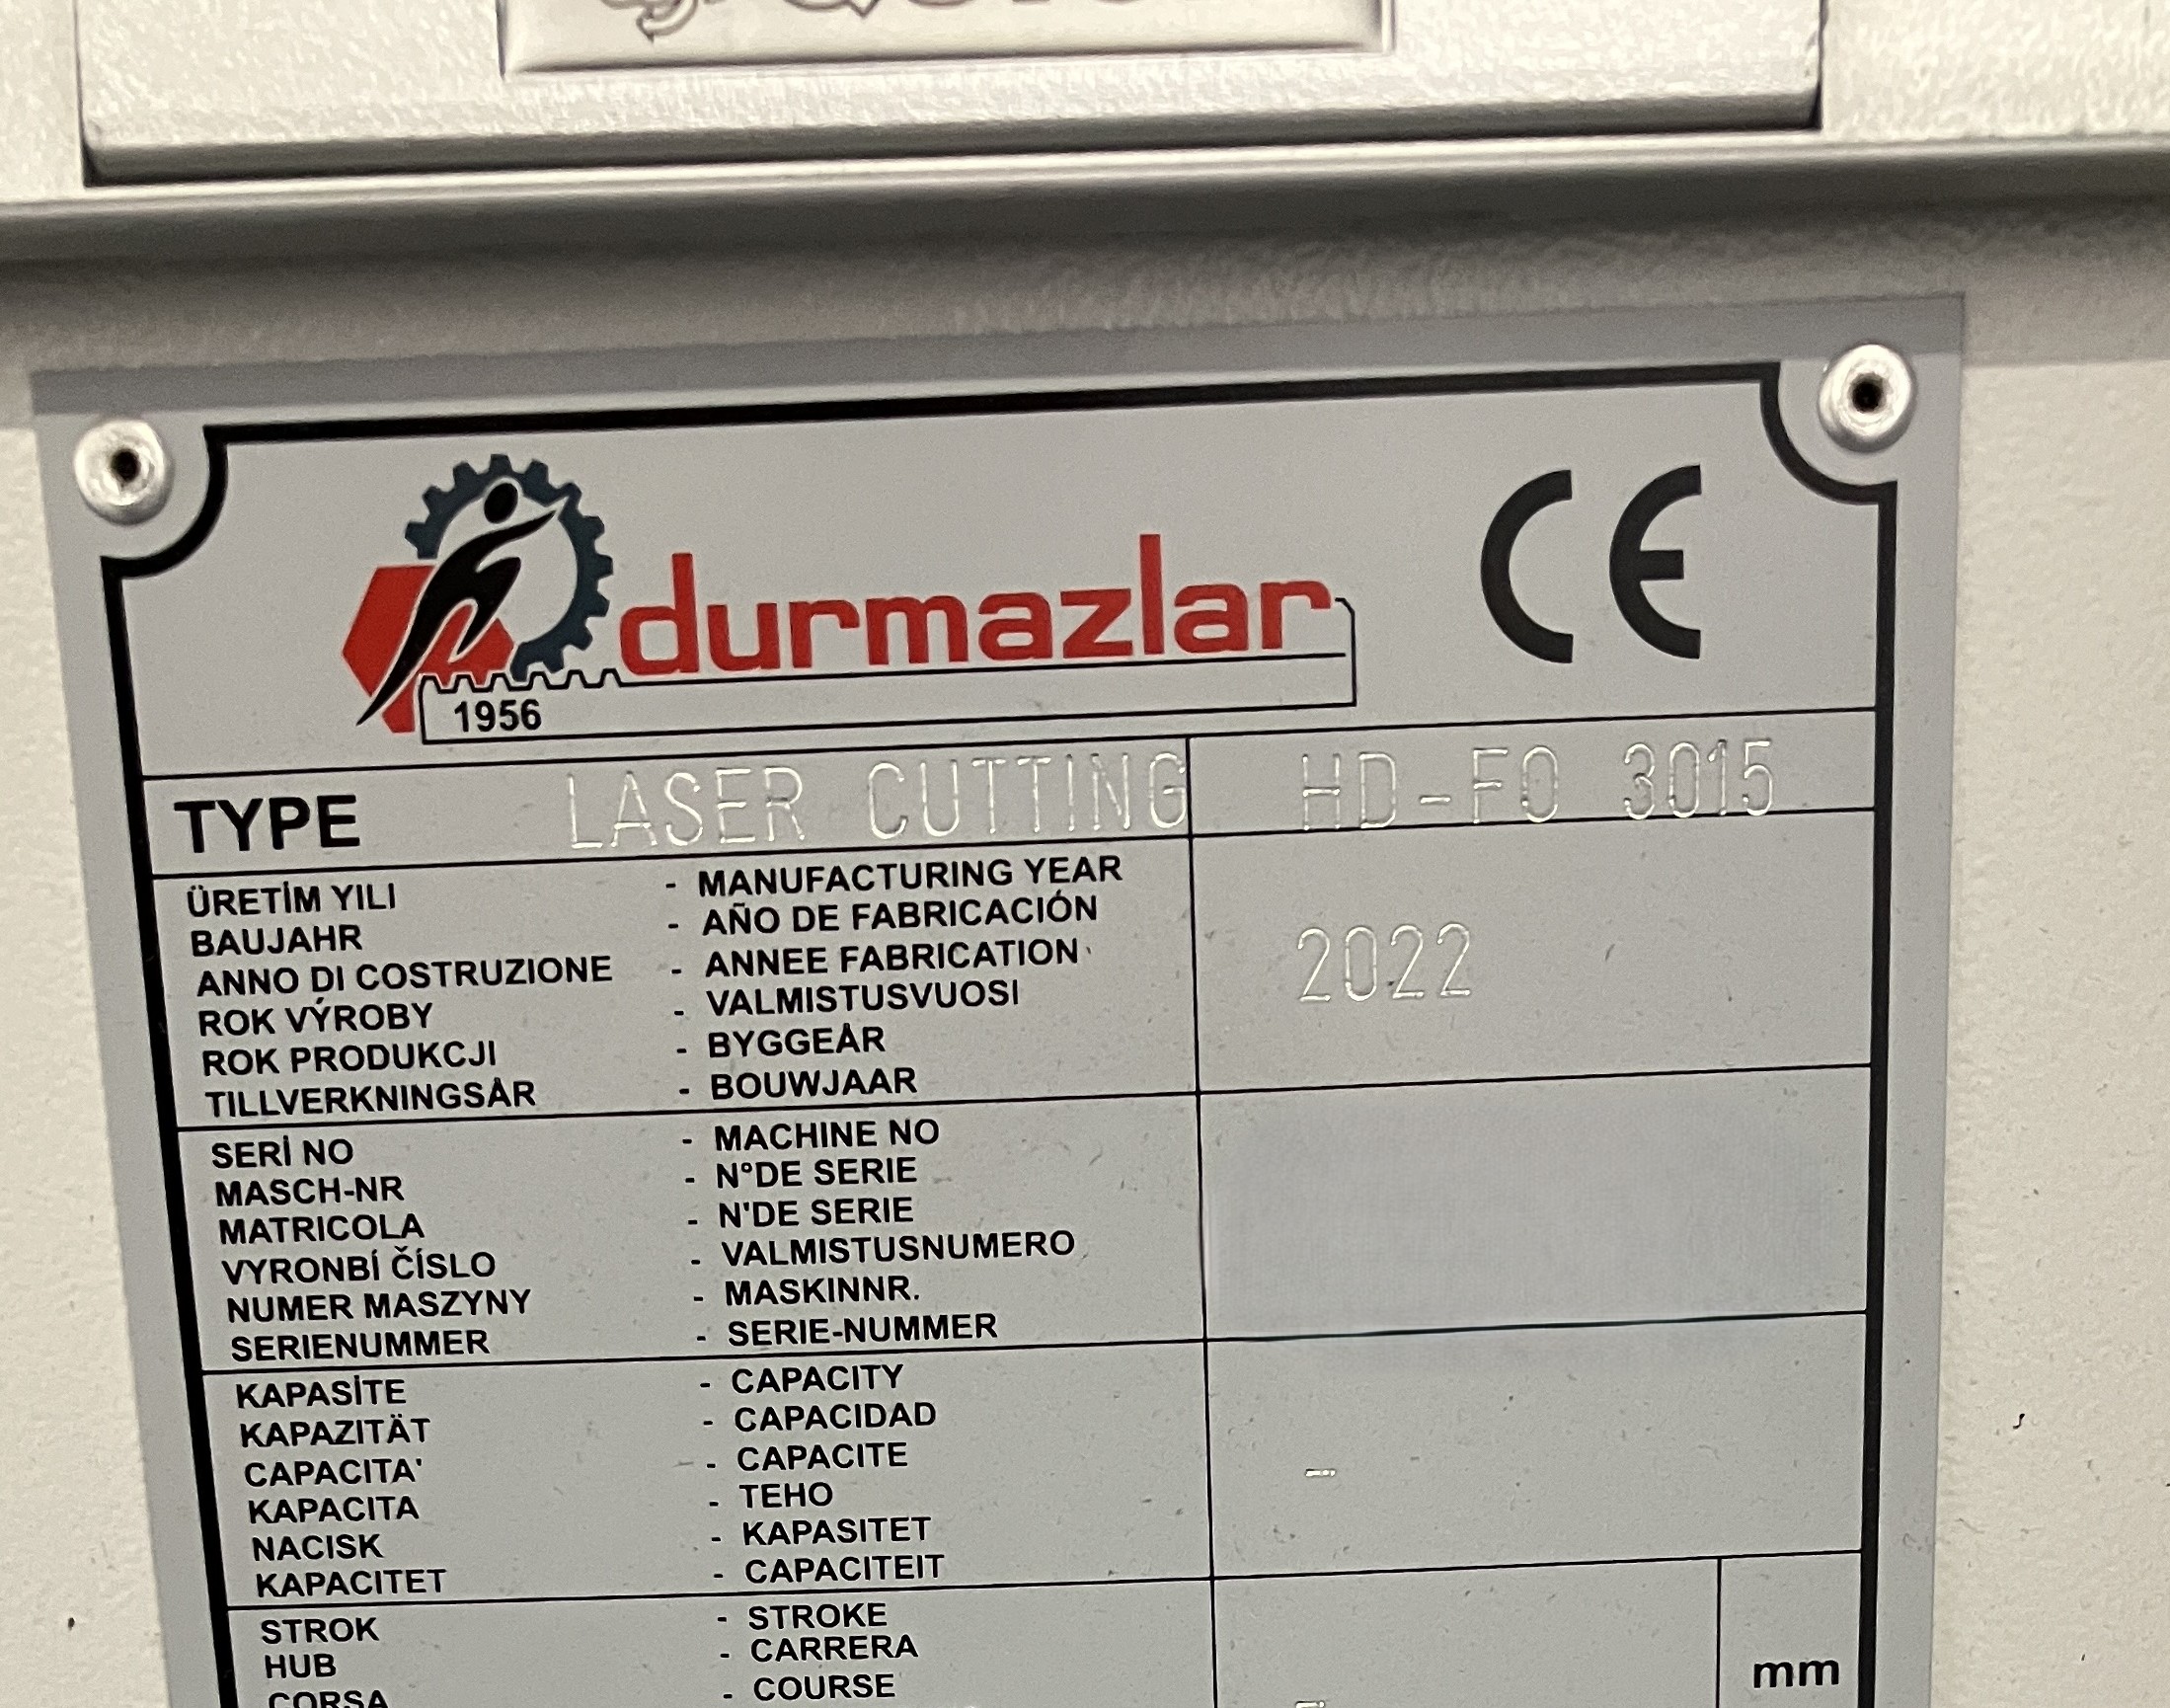 durmazlar
CE
1956
TYPE LASER CUTTING HD-FO 3015
ÜRETİM YILI - MANUFACTURING YEAR
BAUJAHR - AÑO DE FABRICACIÓN
ANNO DI COSTRUZIONE - ANNEE FABRICATION
2022
ROK VÝROBY - VALMISTUSVUOSI
ROK PRODUKCJI - BYGGEÅR
TILLVERKNINGSÅR - BOUWJAAR
SERİ NO - MACHINE NO
MASCH-NR - N°DE SERIE
MATRICOLA - N'DE SERIE
VYRONBÍ ČÍSLO - VALMISTUSNUMERO
NUMER MASZYNY - MASKINNR.
SERIENUMMER - SERIE-NUMMER
KAPASİTE - CAPACITY
KAPAZITÄT - CAPACIDAD
CAPACITA' - CAPACITE
-
KAPACITA - TEHO
NACISK - KAPASITET
KAPACITET - CAPACITEIT
STROK - STROKE
HUB - CARRERA
mm
CORSA - COURSE